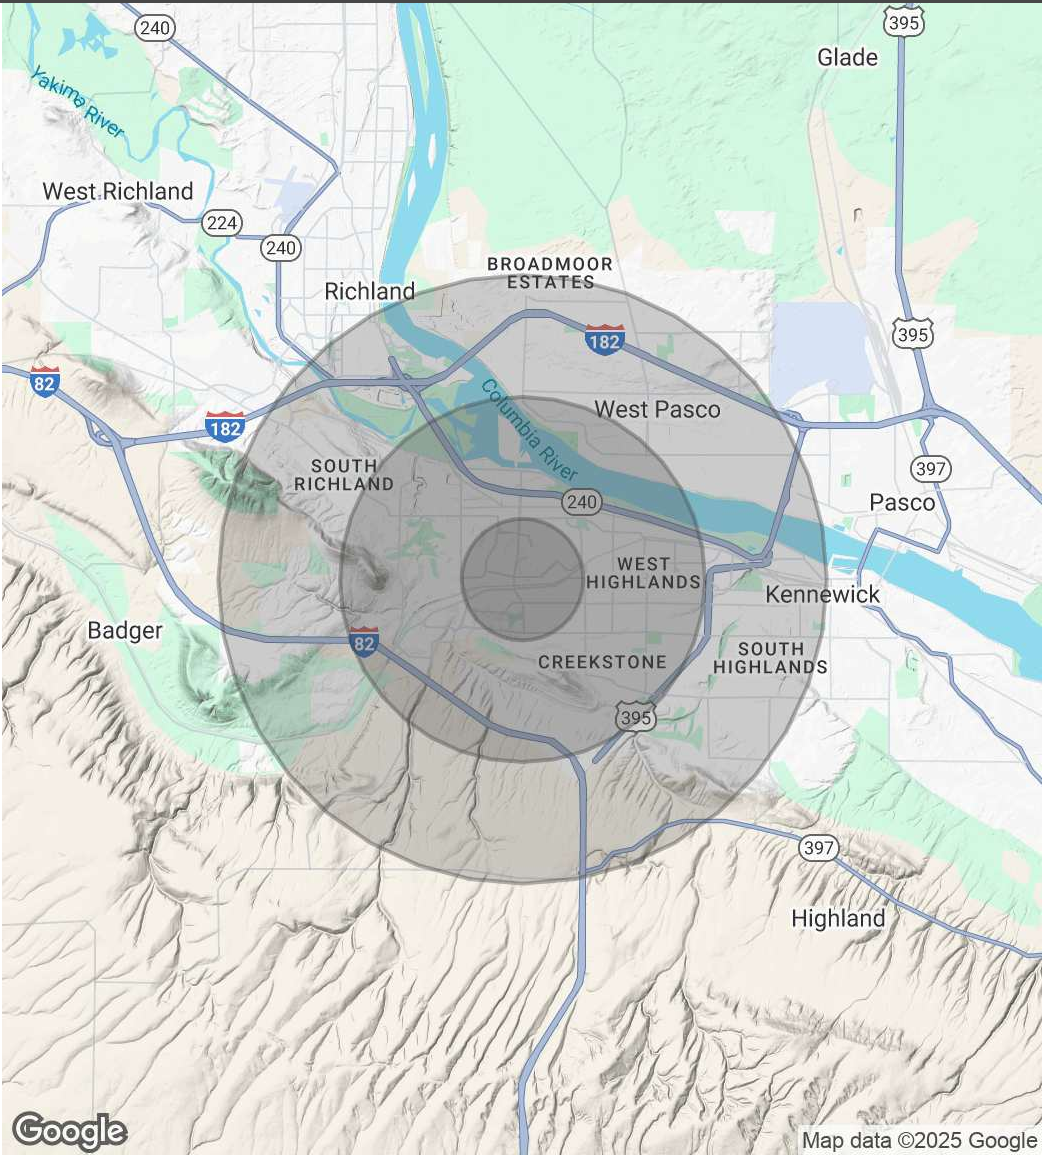 240
395
Glade
Yakima River
West Richland
224
240
BROADMOOR
ESTATES
Richland
395
182
82
182
Columbia River
West Pasco
SOUTH
RICHLAND
397
240
Pasco
WEST
HIGHLANDS
Kennewick
Badger
82
CREEKSTONE
SOUTH
HIGHLANDS
395
397
Highland
Google
Map data ©2025 Google